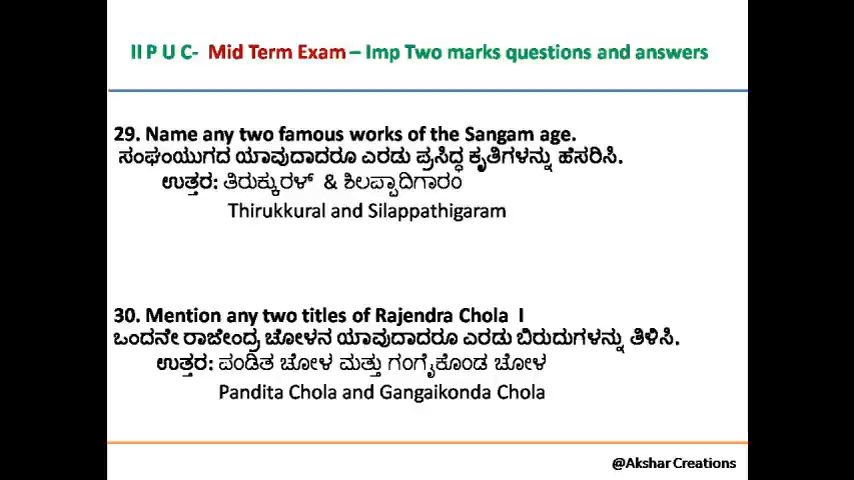 II P U C- Mid Term Exam – Imp Two marks questions and answers
29. Name any two famous works of the Sangam age.
ಸಂಘಂಯುಗದ ಯಾವುದಾದರೂ ಎರಡು ಪ್ರಸಿದ್ಧ ಕೃತಿಗಳನ್ನು ಹೆಸರಿಸಿ.
ಉತ್ತರ: ತಿರುಕ್ಕುರಳ್ & ಶಿಲಪ್ಪಾದಿಗಾರಂ
Thirukkural and Silappathigaram
30. Mention any two titles of Rajendra Chola I
ಒಂದನೇ ರಾಜೇಂದ್ರ ಚೋಳನ ಯಾವುದಾದರೂ ಎರಡು ಬಿರುದುಗಳನ್ನು ತಿಳಿಸಿ.
ಉತ್ತರ: ಪಂಡಿತ ಚೋಳ ಮತ್ತು ಗಂಗೈಕೊಂಡ ಚೋಳ
Pandita Chola and Gangaikonda Chola
@Akshar Creations